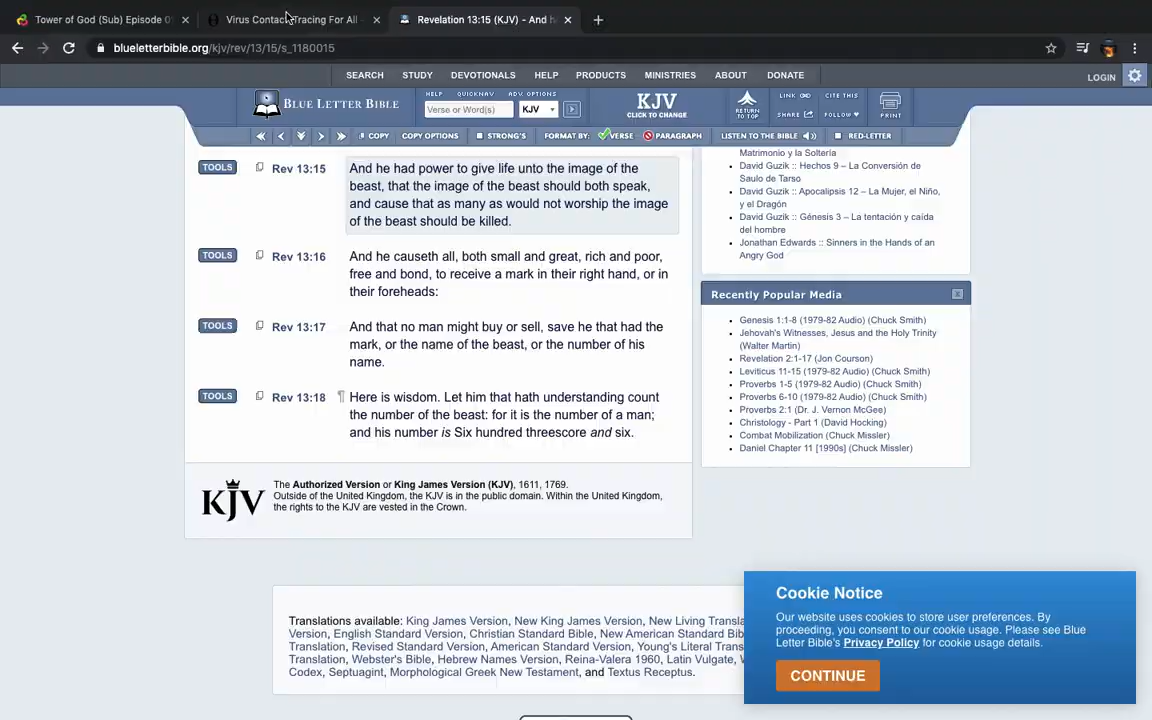 Tower of God (Sub) Episode 0
Virus Contact Tracing For All
Revelation 13:15 (KJV) - And h
blueletterbible.org/kjv/rev/13/15/s_1180015
SEARCH STUDY DEVOTIONALS HELP PRODUCTS MINISTRIES ABOUT DONATE LOGIN
BLUE LETTER BIBLE
HELP QUICKNAV ADV. OPTIONS
Verse or Word(s) KJV
KJV
CLICK TO CHANGE
RETURN TO TOP
LINK CITE THIS
SHARE FOLLOW
PRINT
COPY COPY OPTIONS STRONG'S FORMAT BY: VERSE PARAGRAPH LISTEN TO THE BIBLE RED-LETTER
TOOLS Rev 13:15 And he had power to give life unto the image of the
beast, that the image of the beast should both speak,
and cause that as many as would not worship the image
of the beast should be killed.
TOOLS Rev 13:16 And he causeth all, both small and great, rich and poor,
free and bond, to receive a mark in their right hand, or in
their foreheads:
TOOLS Rev 13:17 And that no man might buy or sell, save he that had the
mark, or the name of the beast, or the number of his
name.
TOOLS Rev 13:18 ¶ Here is wisdom. Let him that hath understanding count
the number of the beast: for it is the number of a man;
and his number is Six hundred threescore and six.
KJV
The Authorized Version or King James Version (KJV), 1611, 1769.
Outside of the United Kingdom, the KJV is in the public domain. Within the United Kingdom,
the rights to the KJV are vested in the Crown.
Matrimonio y la Soltería
David Guzik :: Hechos 9 – La Conversión de
Saulo de Tarso
David Guzik :: Apocalipsis 12 – La Mujer, el Niño,
y el Dragón
David Guzik :: Génesis 3 – La tentación y caída
del hombre
Jonathan Edwards :: Sinners in the Hands of an
Angry God
Recently Popular Media
Genesis 1:1-8 (1979-82 Audio) (Chuck Smith)
Jehovah's Witnesses, Jesus and the Holy Trinity
(Walter Martin)
Revelation 2:1-17 (Jon Courson)
Leviticus 11-15 (1979-82 Audio) (Chuck Smith)
Proverbs 1-5 (1979-82 Audio) (Chuck Smith)
Proverbs 6-10 (1979-82 Audio) (Chuck Smith)
Proverbs 2:1 (Dr. J. Vernon McGee)
Christology - Part 1 (David Hocking)
Combat Mobilization (Chuck Missler)
Daniel Chapter 11 [1990s] (Chuck Missler)
Translations available: King James Version, New King James Version, New Living Transla
Version, English Standard Version, Christian Standard Bible, New American Standard Bib
Translation, Revised Standard Version, American Standard Version, Young's Literal Trans
Translation, Webster's Bible, Hebrew Names Version, Reina-Valera 1960, Latin Vulgate, W
Codex, Septuagint, Morphological Greek New Testament, and Textus Receptus.
Cookie Notice
Our website uses cookies to store user preferences. By
proceeding, you consent to our cookie usage. Please see Blue
Letter Bible's Privacy Policy for cookie usage details.
CONTINUE